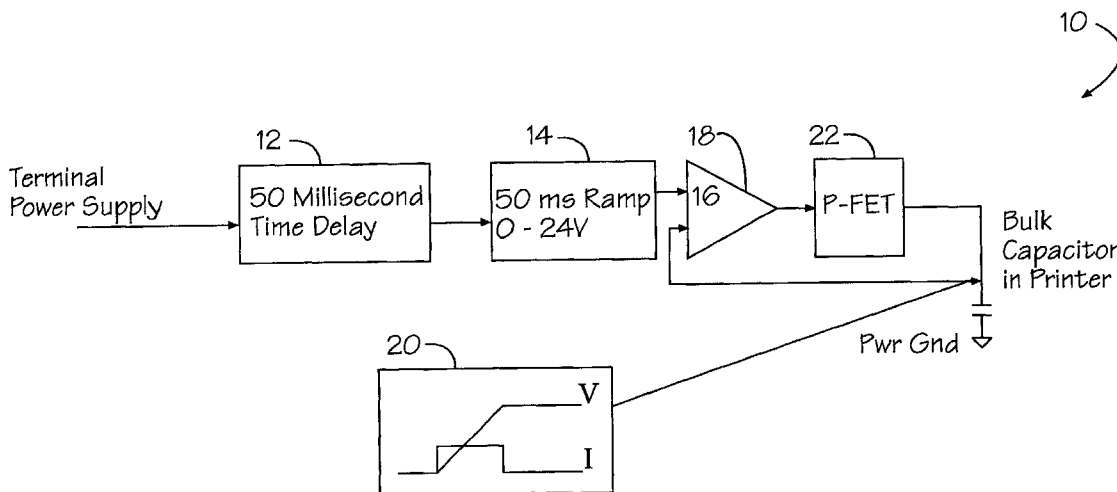 10
12
14
18
22
Terminal
Power Supply
50 Millisecond
Time Delay
50 ms Ramp
0 - 24V
16
P-FET
Bulk
Capacitor
in Printer
Pwr Gnd
20
V
I